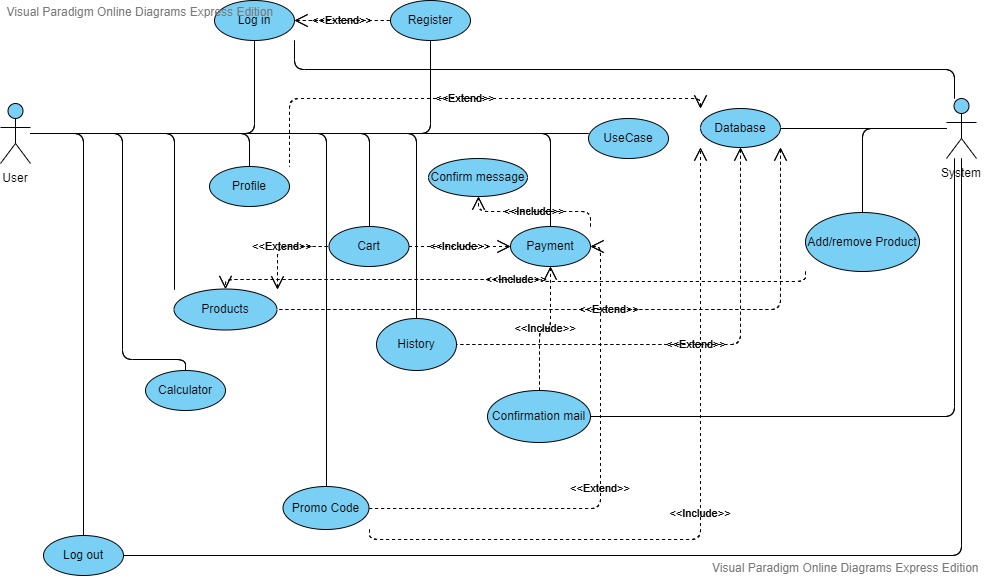 Visual Paradigm Online Diagrams Express Edition
Log in
<<Extend>>
Register
<<Extend>>
Database
UseCase
User
System
Confirm message
Profile
<<Include>>
<<Extend>>
Cart
<<Include>>
Payment
Add/remove Product
<<Include>>
Products
<<Extend>>
<<Include>>
History
<<Extend>>
Calculator
Confirmation mail
<<Extend>>
Promo Code
<<Include>>
Log out
Visual Paradigm Online Diagrams Express Edition